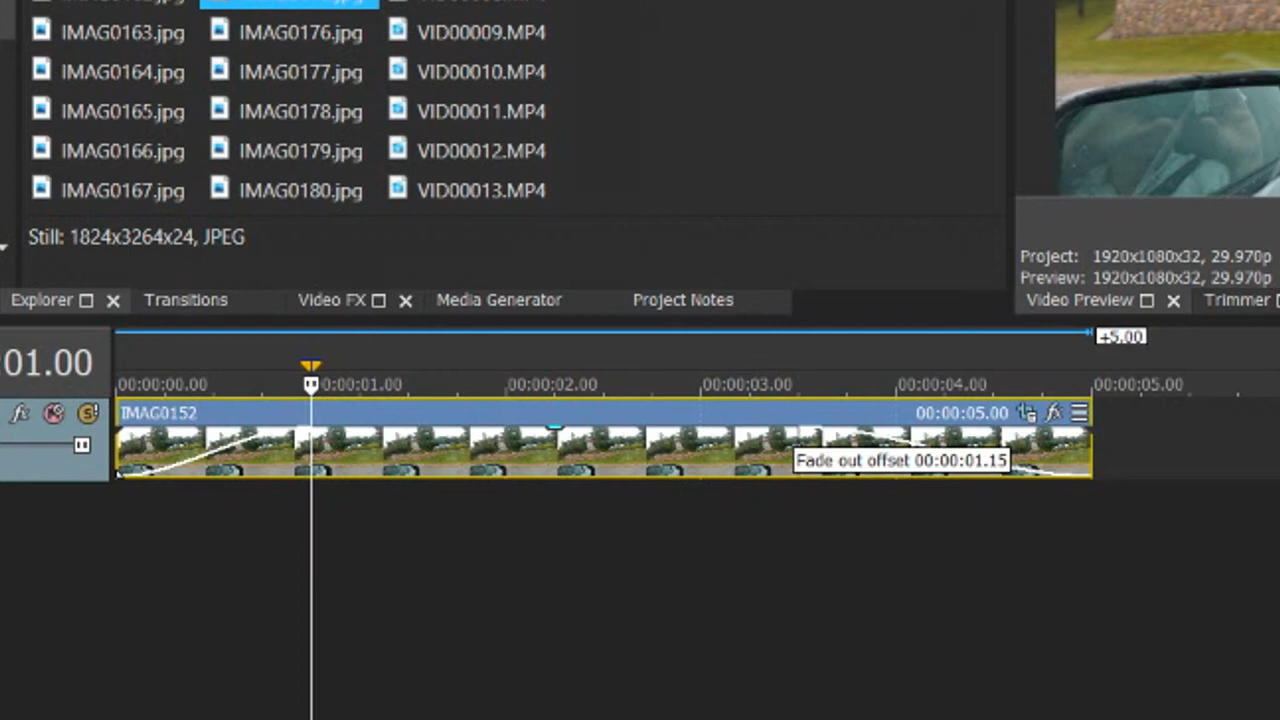 IMAG0163.jpg IMAG0176.jpg VID00009.MP4
IMAG0164.jpg IMAG0177.jpg VID00010.MP4
IMAG0165.jpg IMAG0178.jpg VID00011.MP4
IMAG0166.jpg IMAG0179.jpg VID00012.MP4
IMAG0167.jpg IMAG0180.jpg VID00013.MP4
Still: 1824x3264x24, JPEG
Project: 1920x1080x32, 29.970p
Preview: 1920x1080x32, 29.970p
Explorer Transitions Video FX Media Generator Project Notes Video Preview Trimmer
+5.00
:01.00
00:00:00.00 0:00:01.00 00:00:02.00 00:00:03.00 00:00:04.00 00:00:05.00
fx IMAG0152 00:00:05.00 fx
Fade out offset 00:00:01.15